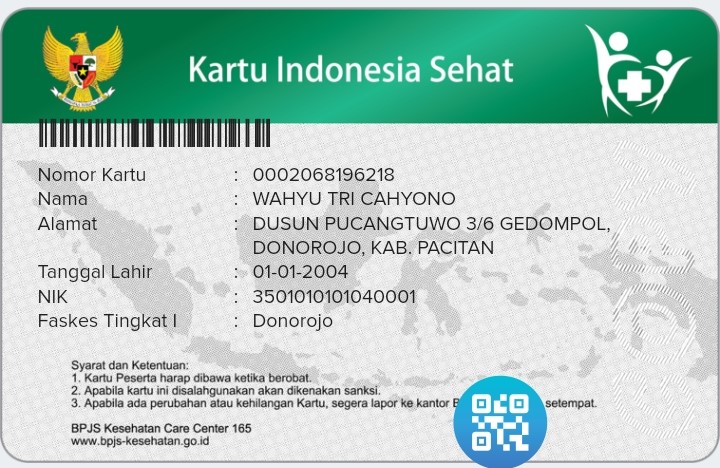 Kartu Indonesia Sehat
Nomor Kartu : 0002068196218
Nama : WAHYU TRI CAHYONO
Alamat : DUSUN PUCANGTUWO 3/6 GEDOMPOL,
DONOROJO, KAB. PACITAN
Tanggal Lahir : 01-01-2004
NIK : 3501010101040001
Faskes Tingkat I : Donorojo
Syarat dan Ketentuan:
1. Kartu Peserta harap dibawa ketika berobat.
2. Apabila kartu ini disalahgunakan akan dikenakan sanksi.
3. Apabila ada perubahan atau kehilangan Kartu, segera lapor ke kantor setempat.
BPJS Kesehatan Care Center 165
www.bpjs-kesehatan.go.id